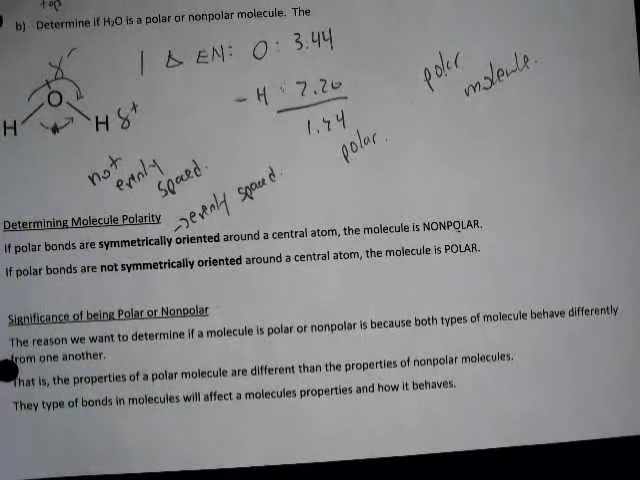 b) Determine if H₂O is a polar or nonpolar molecule. The
| Δ EN: O: 3.44
- H : 2.20
1.24
polar.
polar
molecule.
O
H
H δ+
not
evenly
spaced.
→ evenly spaced.
Determining Molecule Polarity
If polar bonds are symmetrically oriented around a central atom, the molecule is NONPOLAR.
If polar bonds are not symmetrically oriented around a central atom, the molecule is POLAR.
Significance of being Polar or Nonpolar
The reason we want to determine if a molecule is polar or nonpolar is because both types of molecule behave differently
from one another.
That is, the properties of a polar molecule are different than the properties of nonpolar molecules.
They type of bonds in molecules will affect a molecules properties and how it behaves.